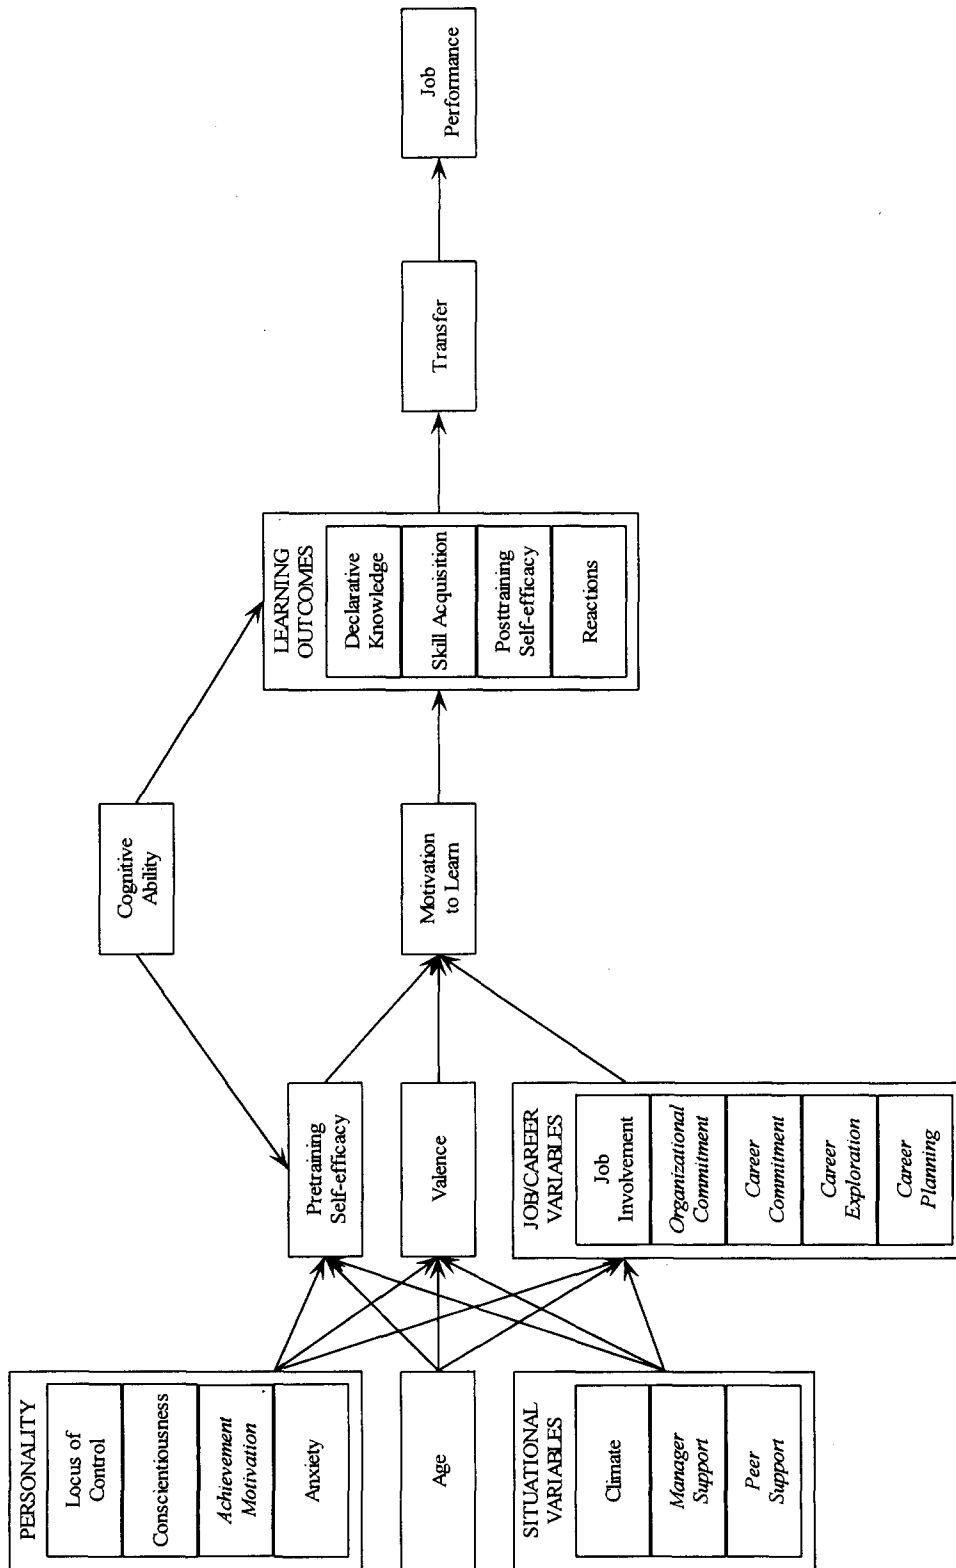 PERSONALITY
Locus of
Control
Conscientiousness
Achievement
Motivation
Anxiety
Age
SITUATIONAL
VARIABLES
Climate
Manager
Support
Peer
Support
Pretraining
Self-efficacy
Valence
JOB/CAREER
VARIABLES
Job
Involvement
Organizational
Commitment
Career
Commitment
Career
Exploration
Career
Planning
Cognitive
Ability
Motivation
to Learn
LEARNING
OUTCOMES
Declarative
Knowledge
Skill Acquisition
Posttraining
Self-efficacy
Reactions
Transfer
Job
Performance